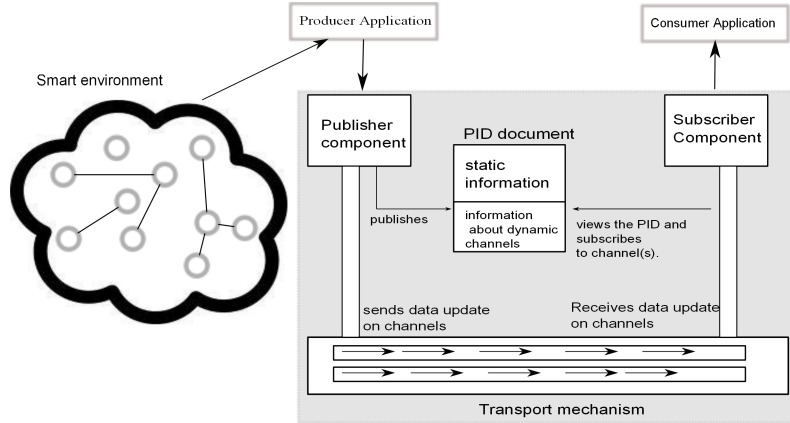 Producer Application
Consumer Application
Smart environment
Publisher
component
PID document
Subscriber
Component
static
information
publishes
information
about dynamic
channels
views the PID and
subscribes
to channel(s).
sends data update
on channels
Receives data update
on channels
Transport mechanism